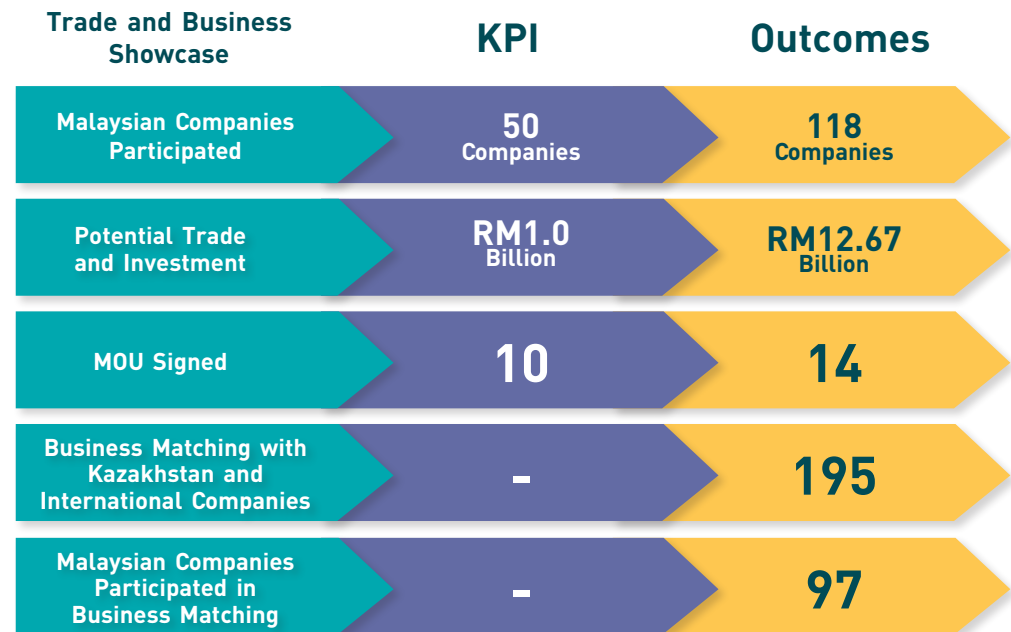 Trade and Business
Showcase
KPI
Outcomes
Malaysian Companies
Participated
50
Companies
118
Companies
Potential Trade
and Investment
RM1.0
Billion
RM12.67
Billion
MOU Signed
10
14
Business Matching with
Kazakhstan and
International Companies
-
195
Malaysian Companies
Participated in
Business Matching
-
97